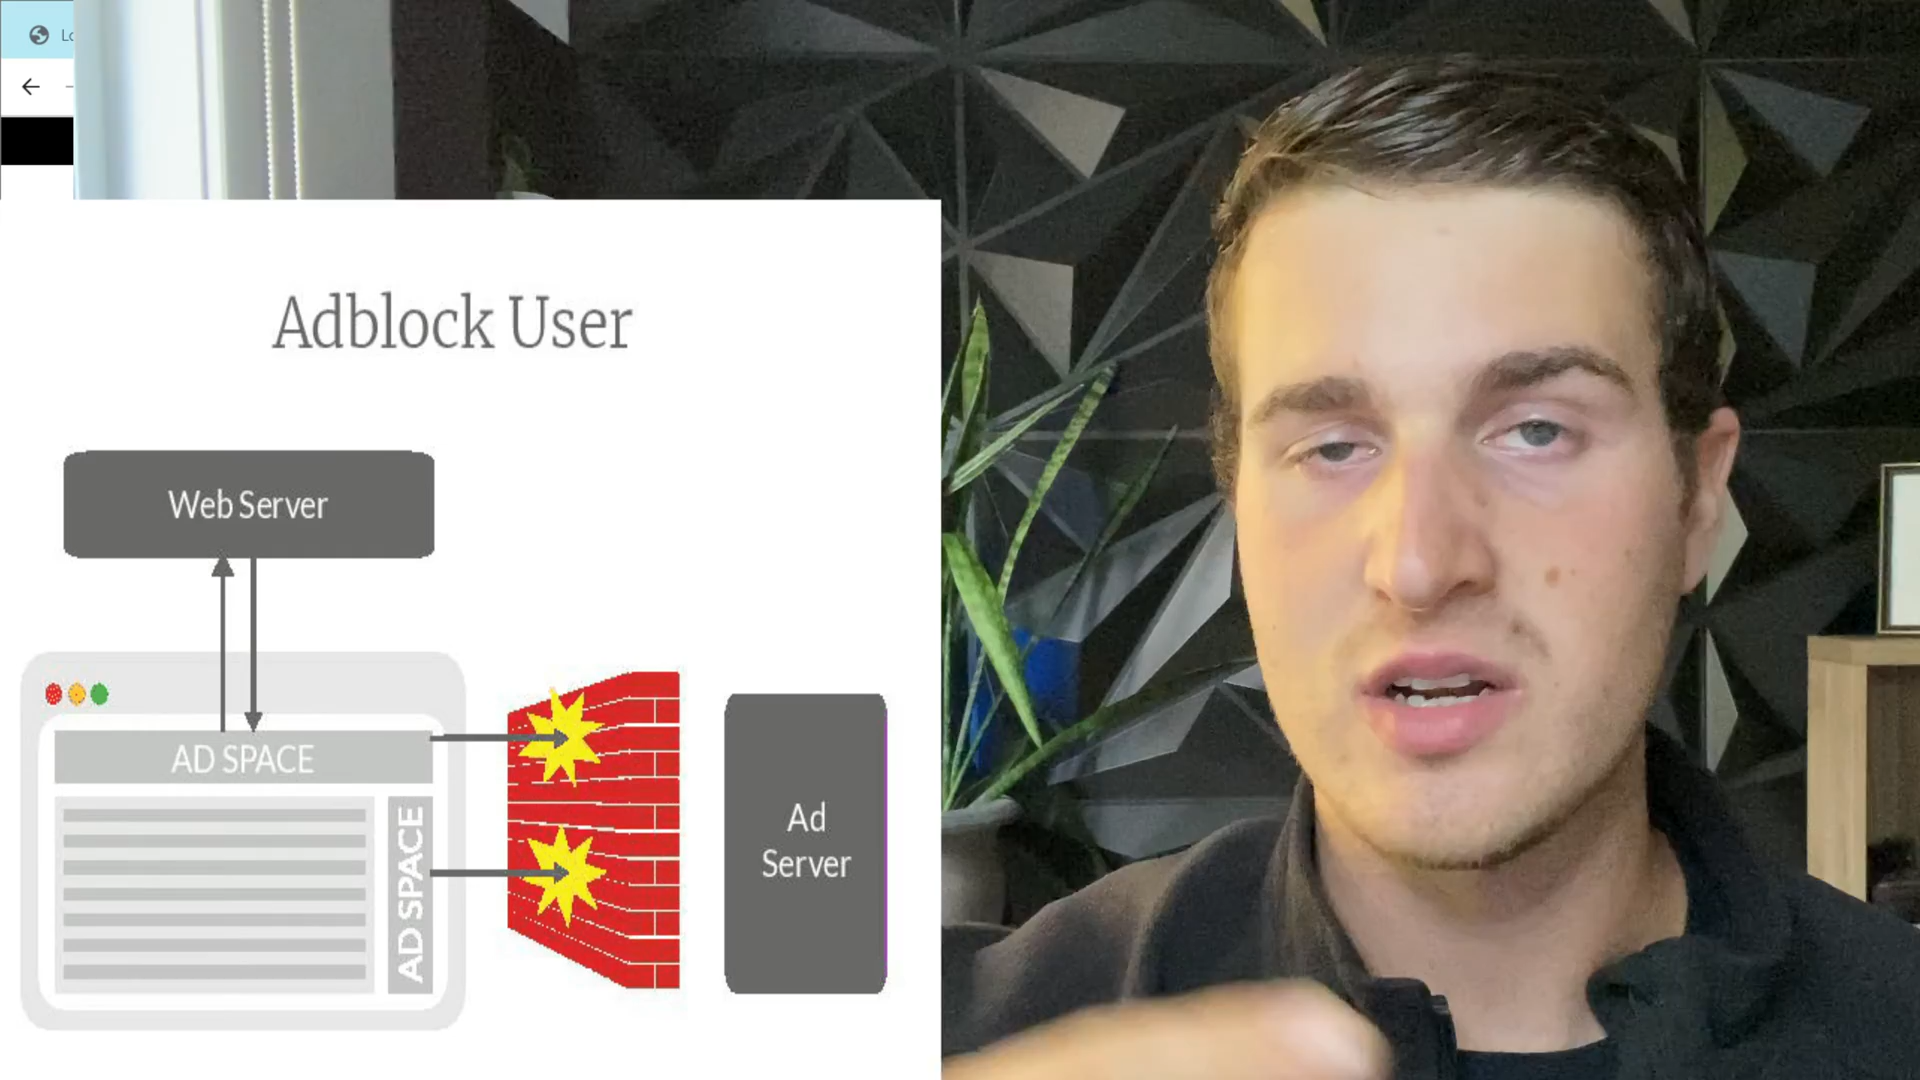 Adblock User
Web Server
AD SPACE
AD SPACE
Ad
Server